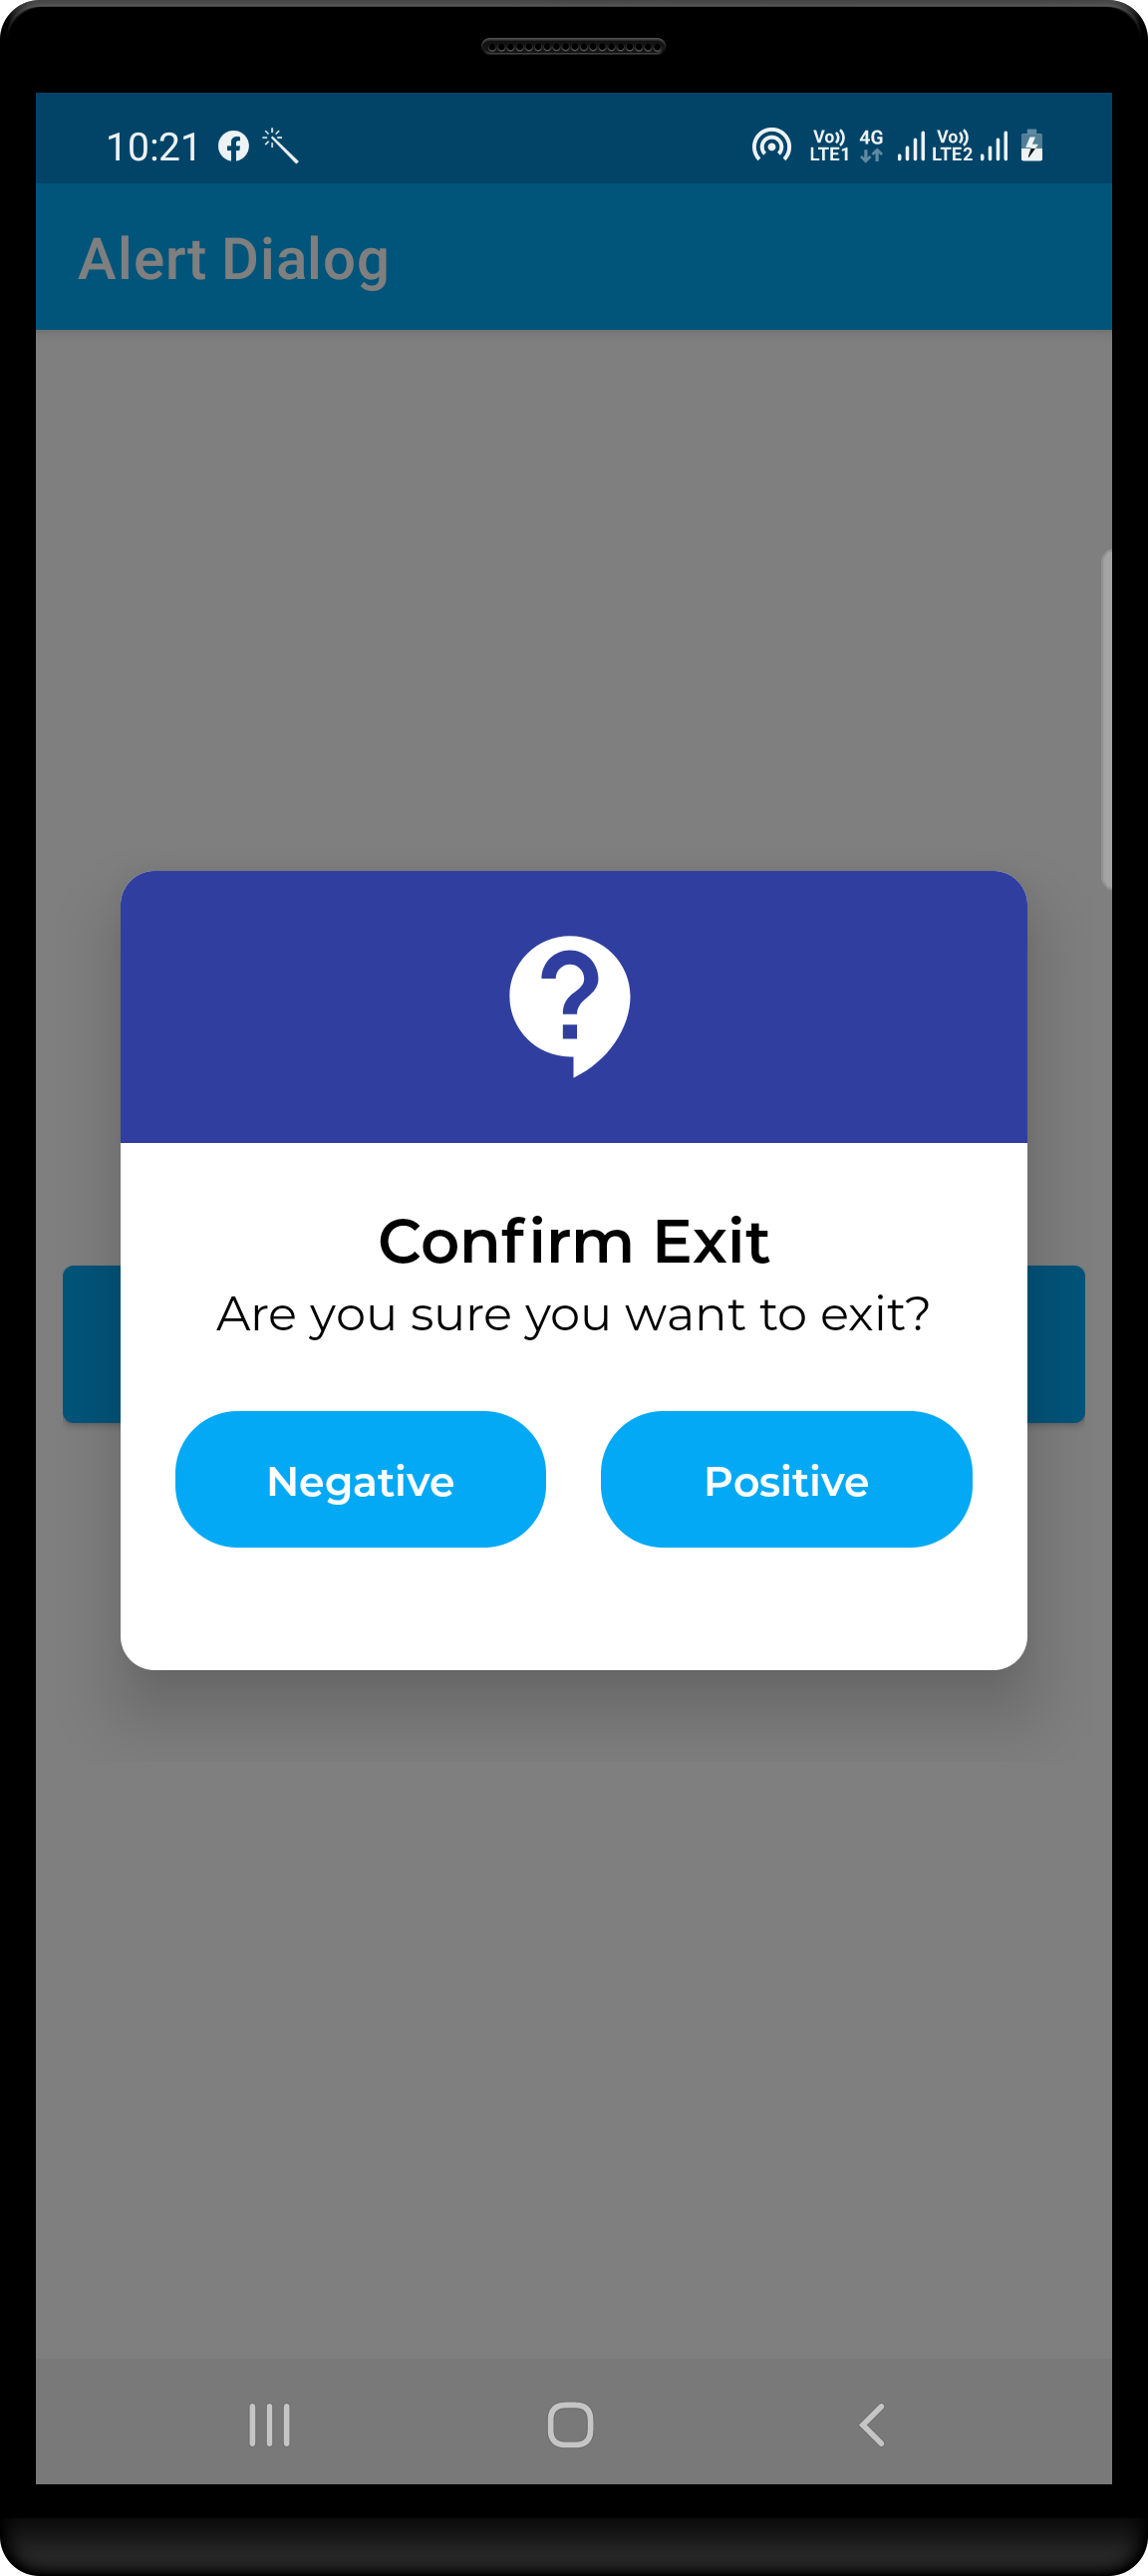 10:21 Vo)) LTE1 4G Vo)) LTE2
Alert Dialog
?
Confirm Exit
Are you sure you want to exit?
Negative Positive